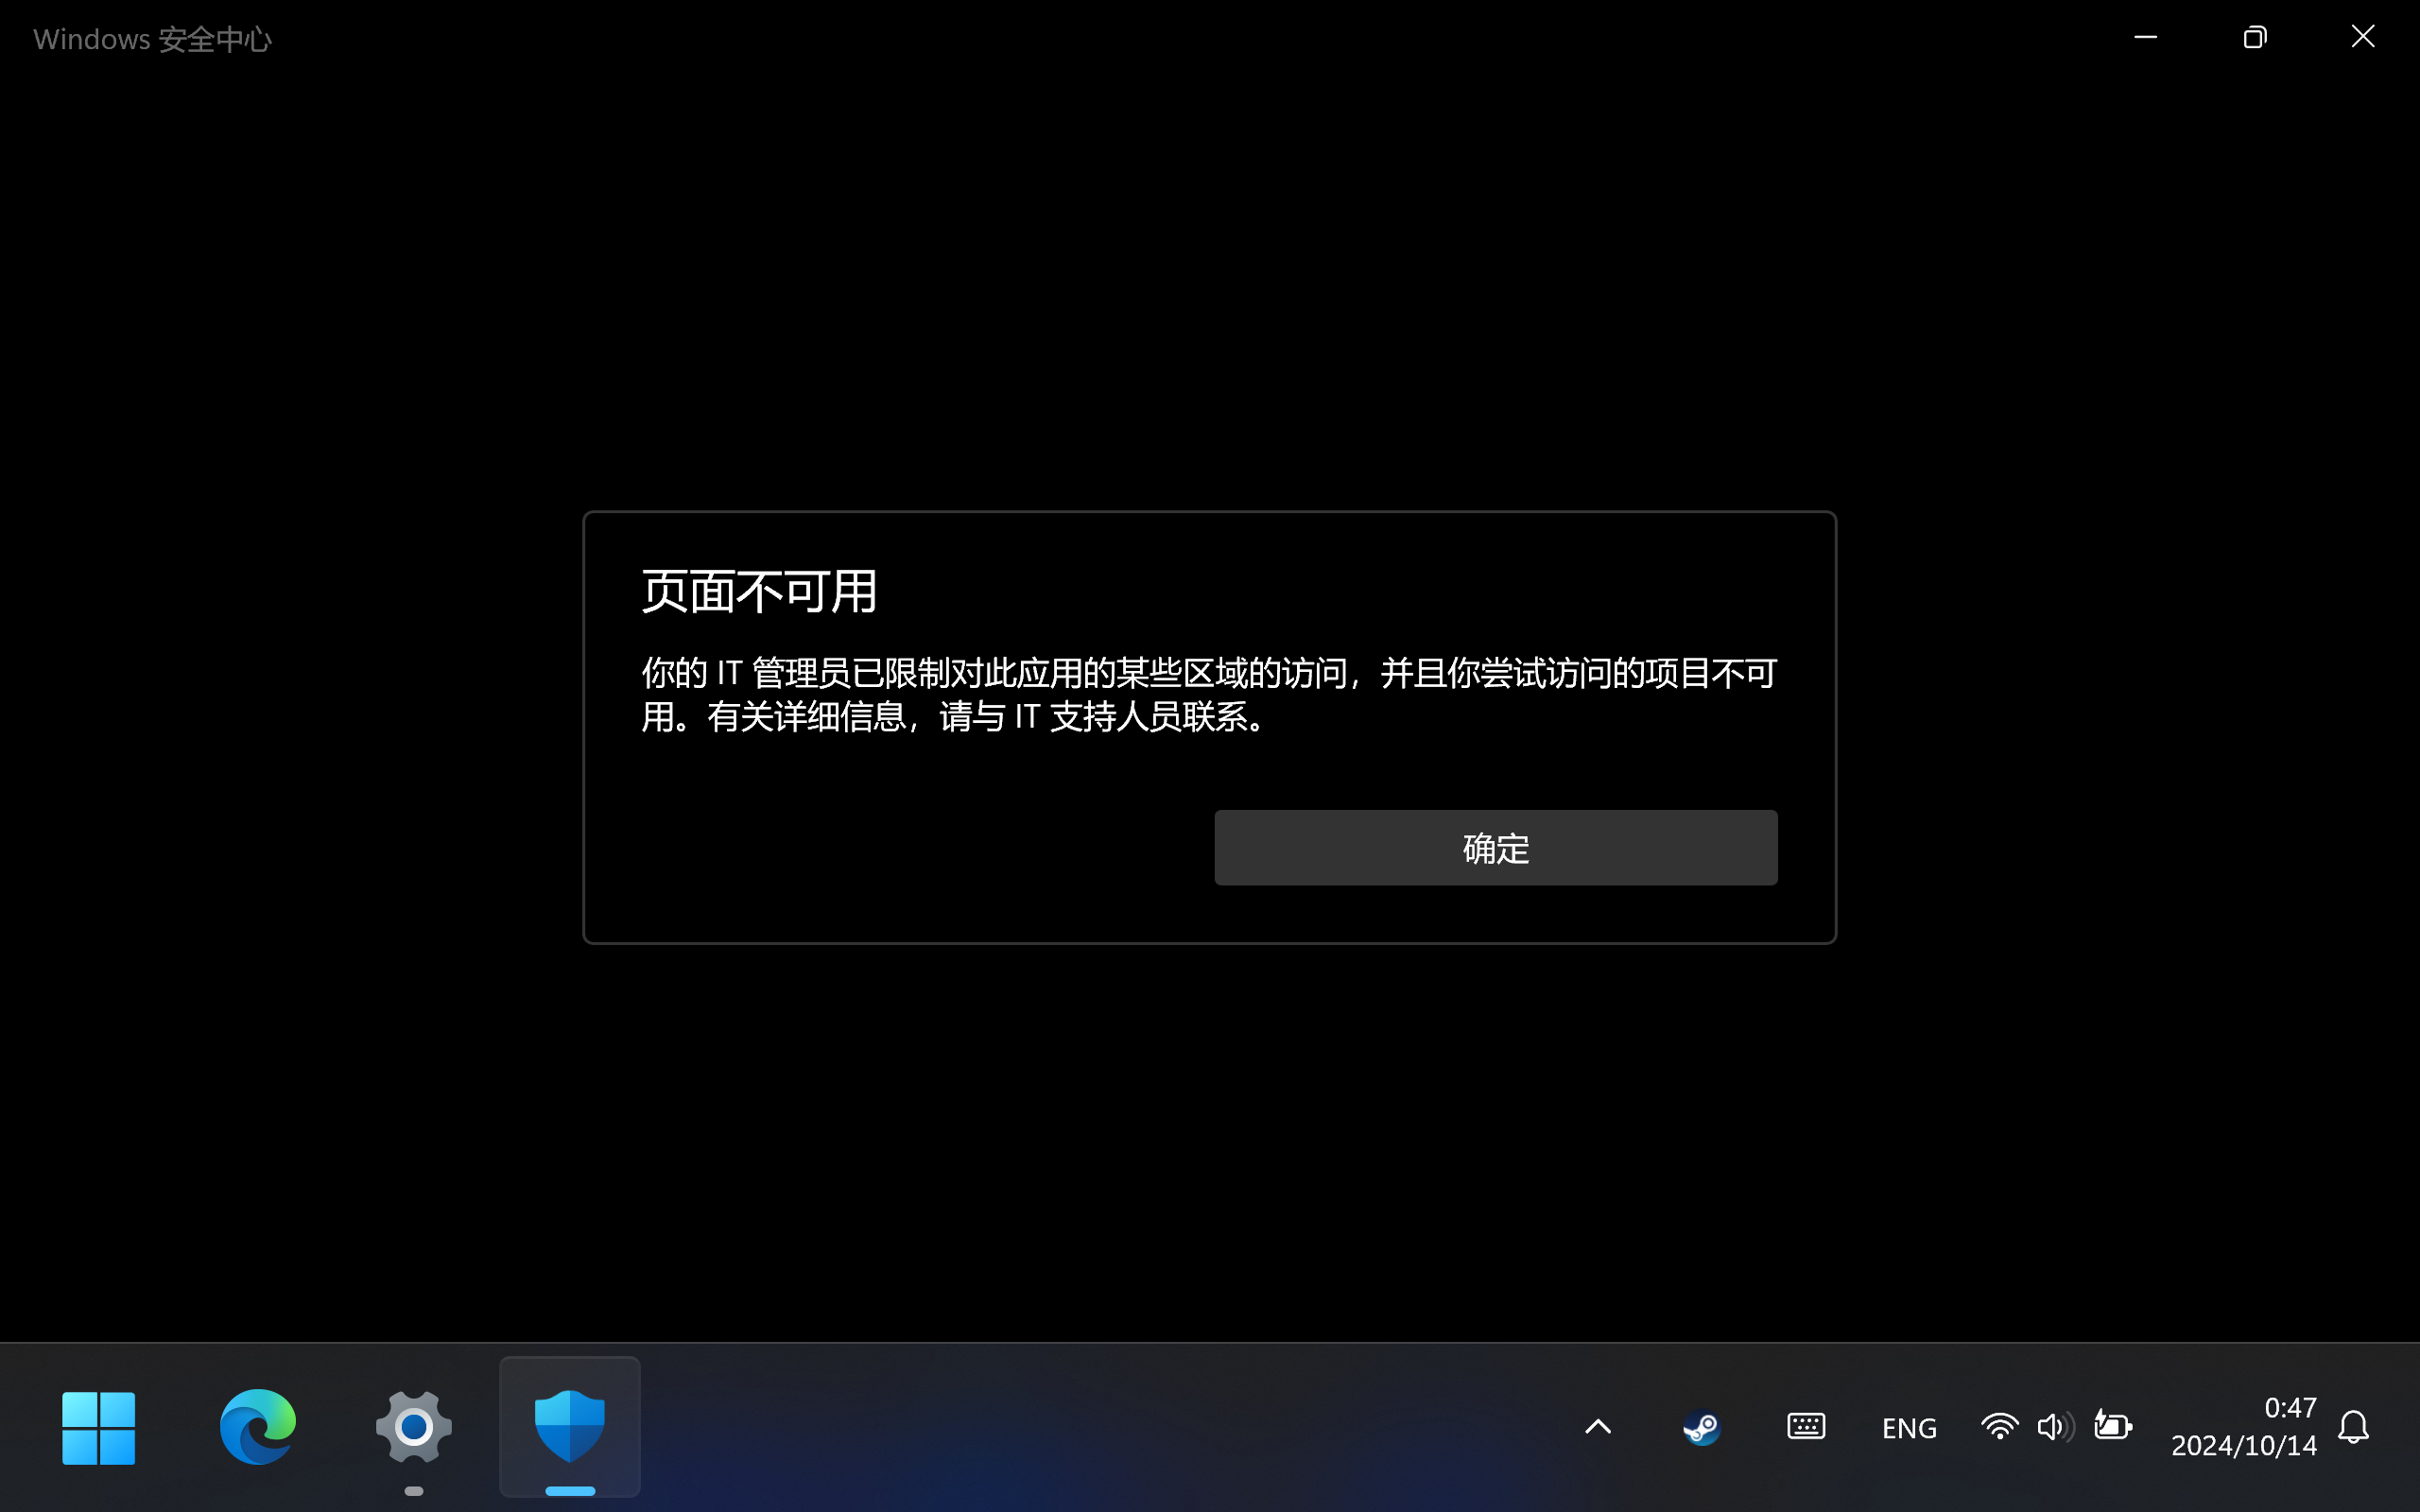 Windows 安全中心
页面不可用
你的 IT 管理员已限制对此应用的某些区域的访问，并且你尝试访问的项目不可
用。有关详细信息，请与 IT 支持人员联系。
确定
ENG
0:47
2024/10/14